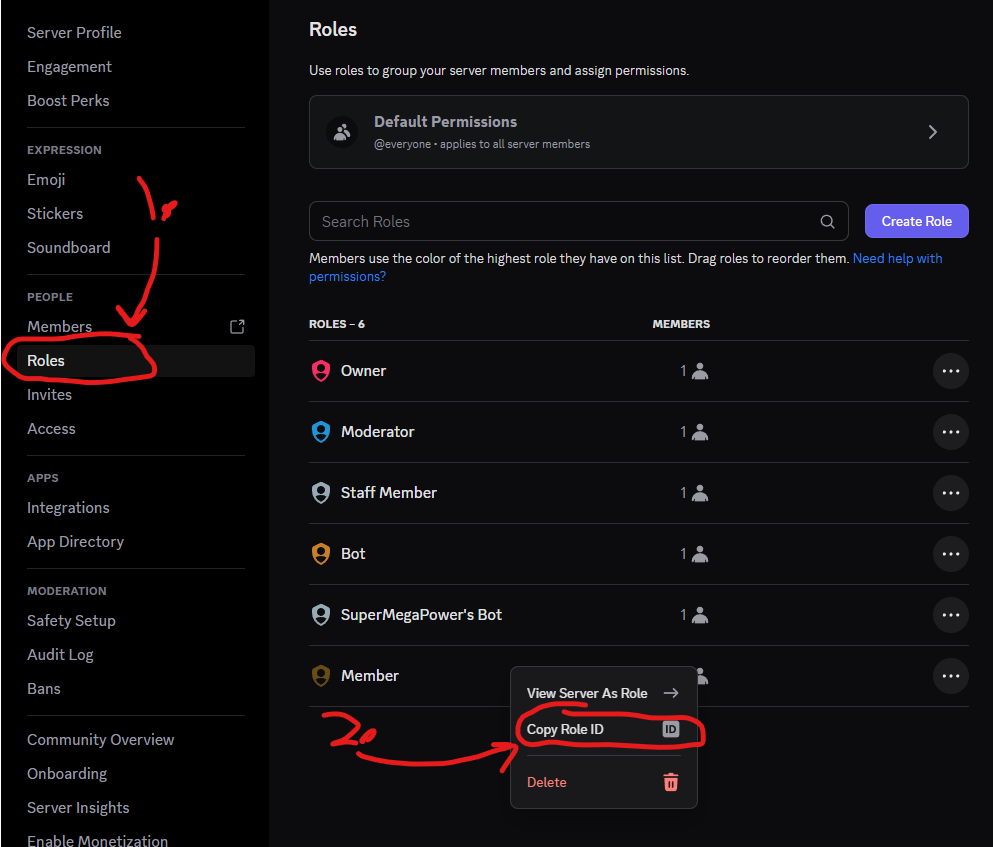 Server Profile
Engagement
Boost Perks
EXPRESSION
Emoji
Stickers
Soundboard
PEOPLE
Members
Roles
Invites
Access
APPS
Integrations
App Directory
MODERATION
Safety Setup
Audit Log
Bans
Community Overview
Onboarding
Server Insights
Enable Monetization
1.
Roles
Use roles to group your server members and assign permissions.
Default Permissions
@everyone • applies to all server members
Search Roles
Create Role
Members use the color of the highest role they have on this list. Drag roles to reorder them. Need help with
permissions?
ROLES – 6 MEMBERS
Owner 1
Moderator 1
Staff Member 1
Bot 1
SuperMegaPower's Bot 1
Member
2.
View Server As Role
Copy Role ID ID
Delete